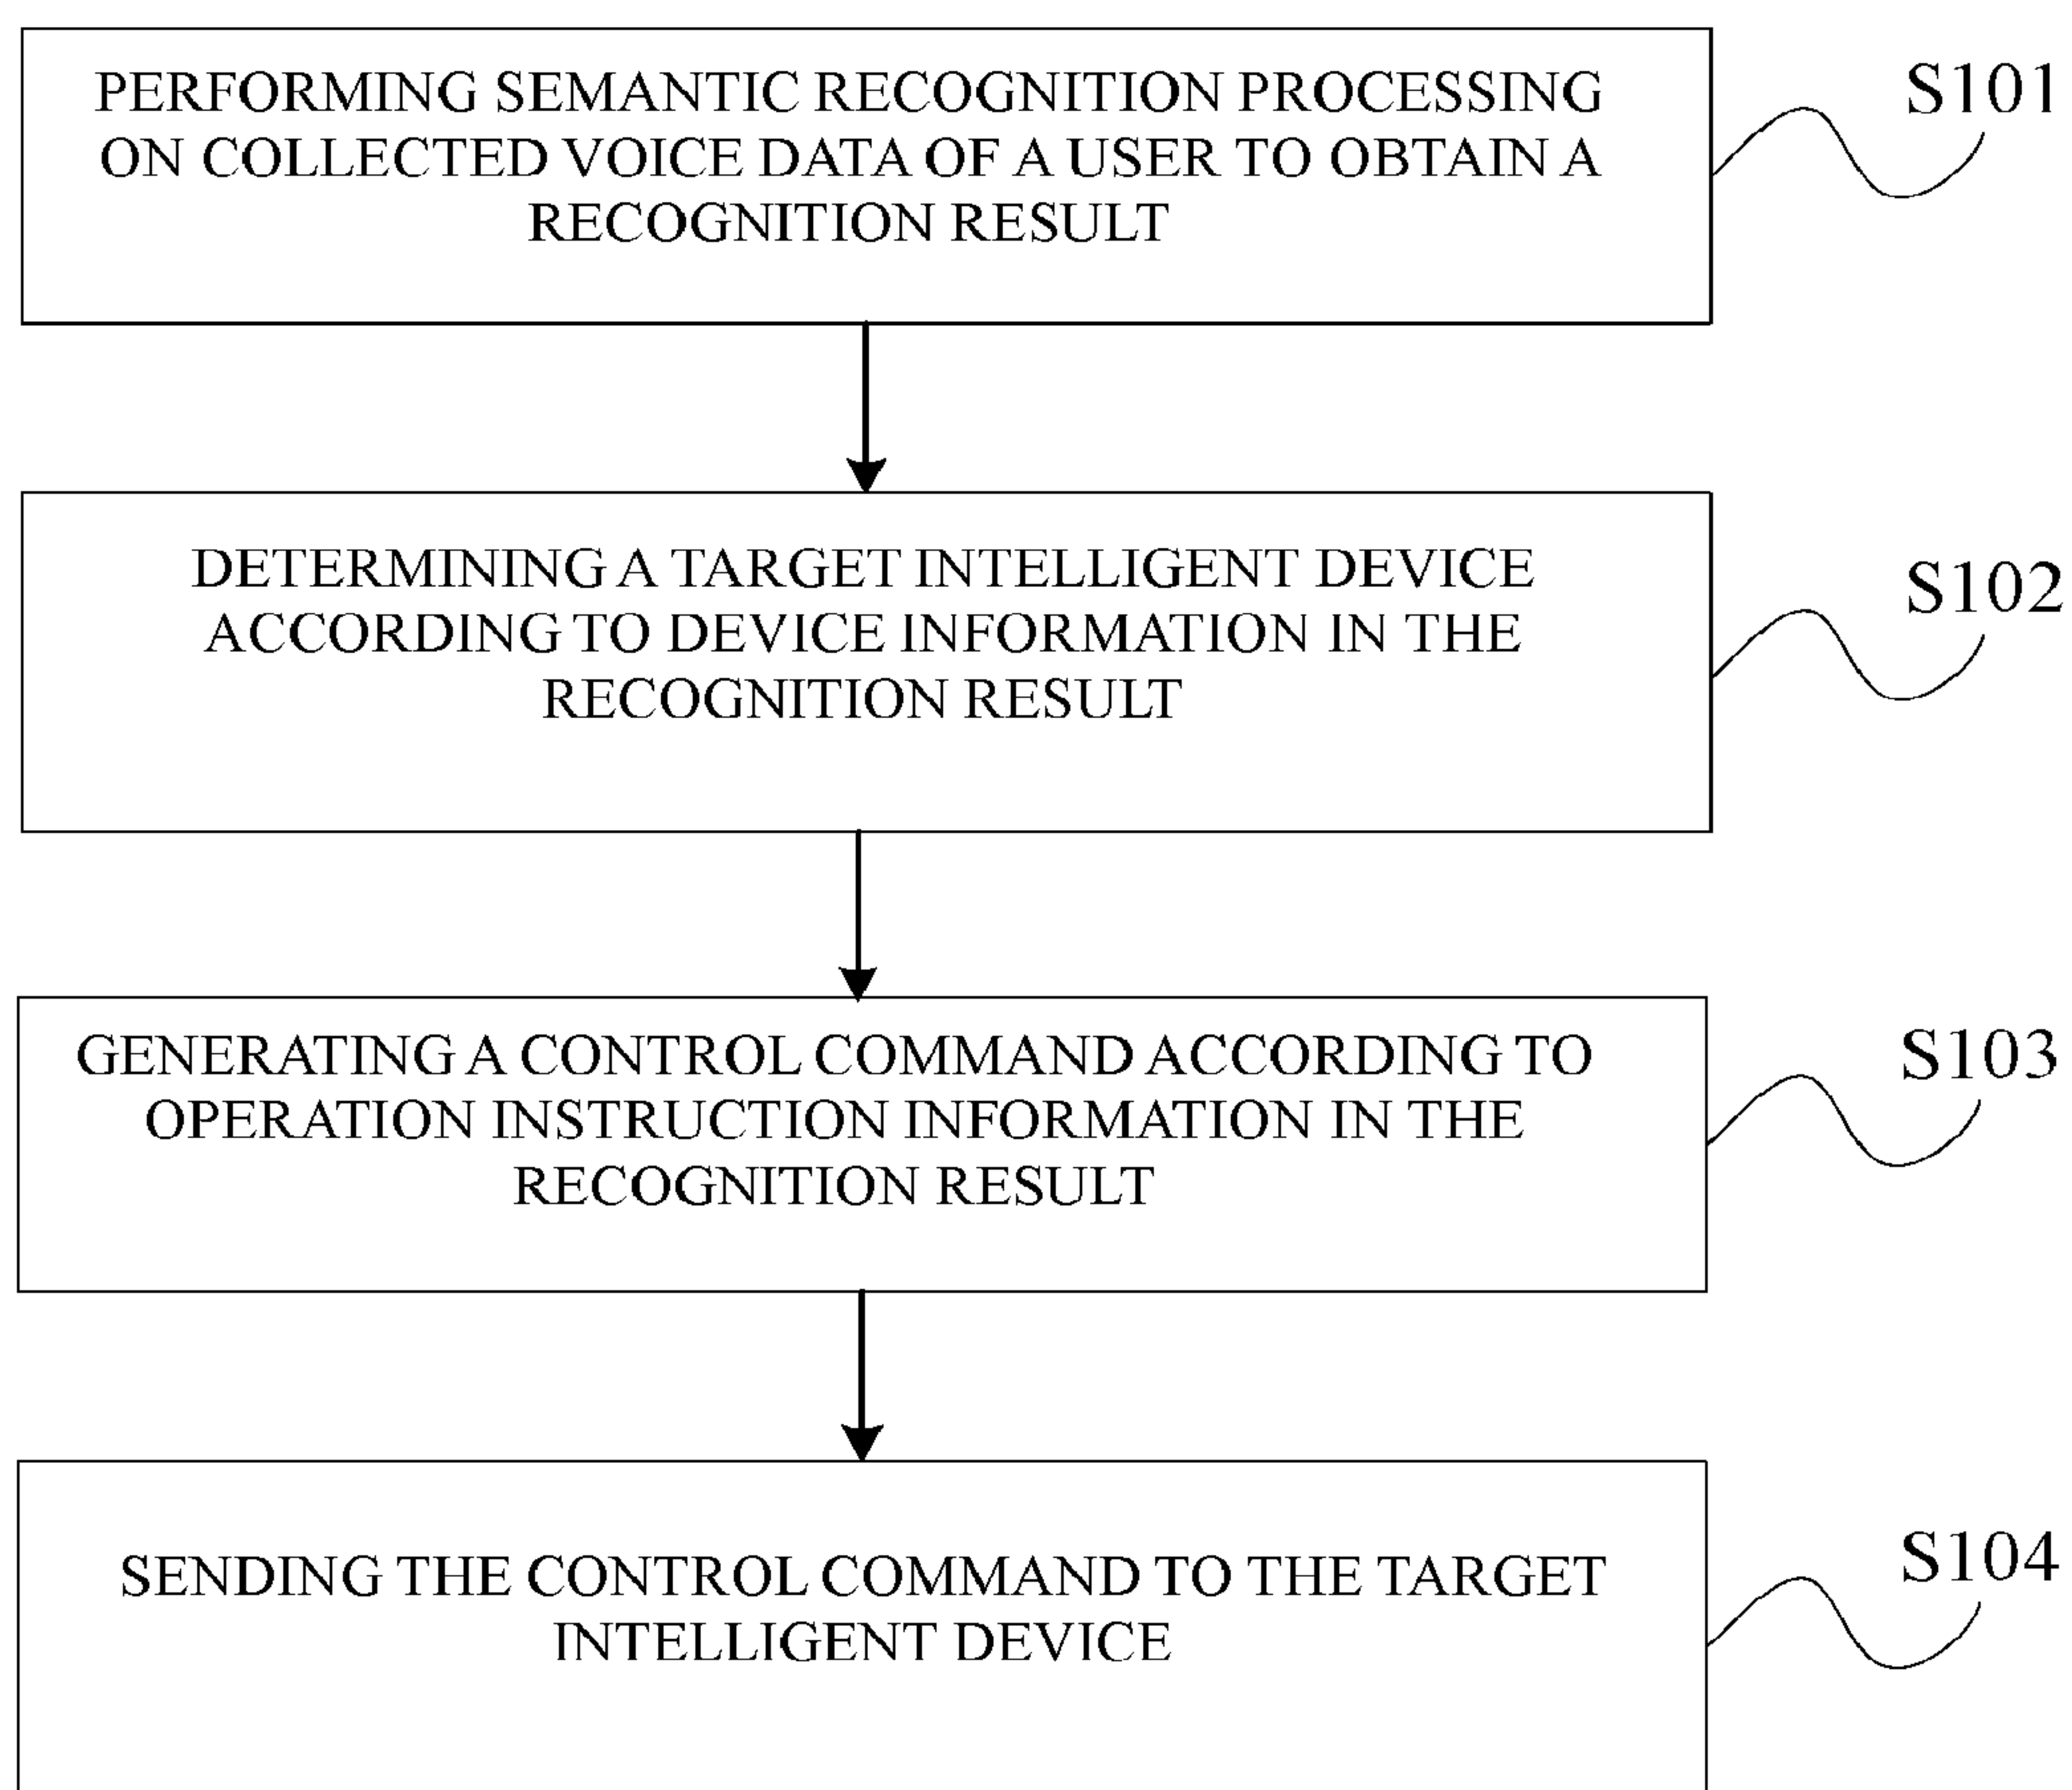 PERFORMING SEMANTIC RECOGNITION PROCESSING
ON COLLECTED VOICE DATA OF A USER TO OBTAIN A
RECOGNITION RESULT
S101
DETERMINING A TARGET INTELLIGENT DEVICE
ACCORDING TO DEVICE INFORMATION IN THE
RECOGNITION RESULT
S102
GENERATING A CONTROL COMMAND ACCORDING TO
OPERATION INSTRUCTION INFORMATION IN THE
RECOGNITION RESULT
S103
SENDING THE CONTROL COMMAND TO THE TARGET
INTELLIGENT DEVICE
S104